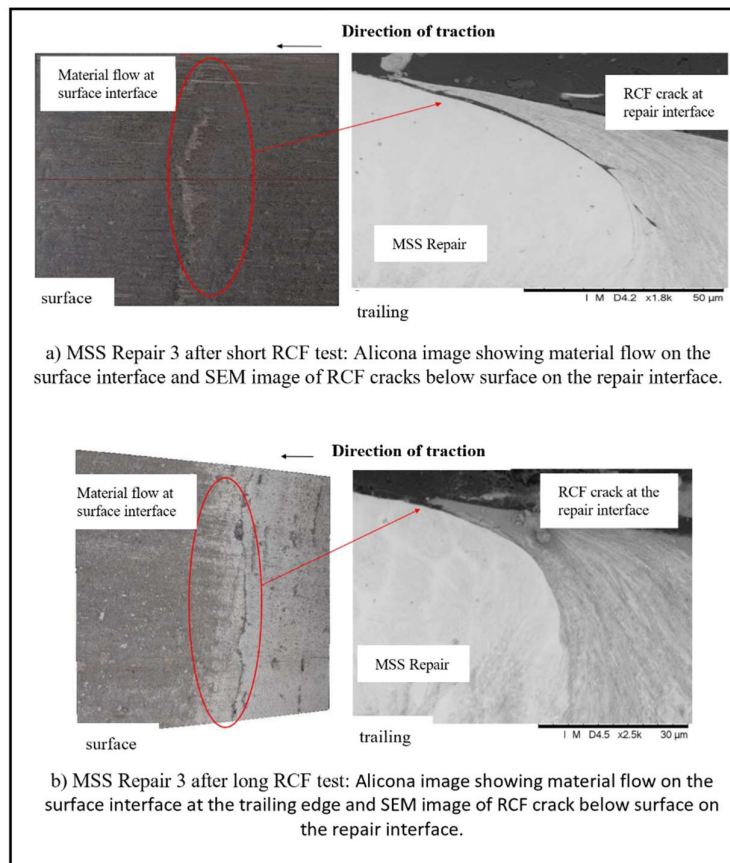 Direction of traction
Material flow at
surface interface
RCF crack at
repair interface
MSS Repair
surface
trailing
I M D4.2 x1.8k 50 µm
a) MSS Repair 3 after short RCF test: Alicona image showing material flow on the
surface interface and SEM image of RCF cracks below surface on the repair interface.
Direction of traction
Material flow at
surface interface
RCF crack at the
repair interface
MSS Repair
surface
trailing
I M D4.5 x2.5k 30 µm
b) MSS Repair 3 after long RCF test: Alicona image showing material flow on the
surface interface at the trailing edge and SEM image of RCF crack below surface on
the repair interface.